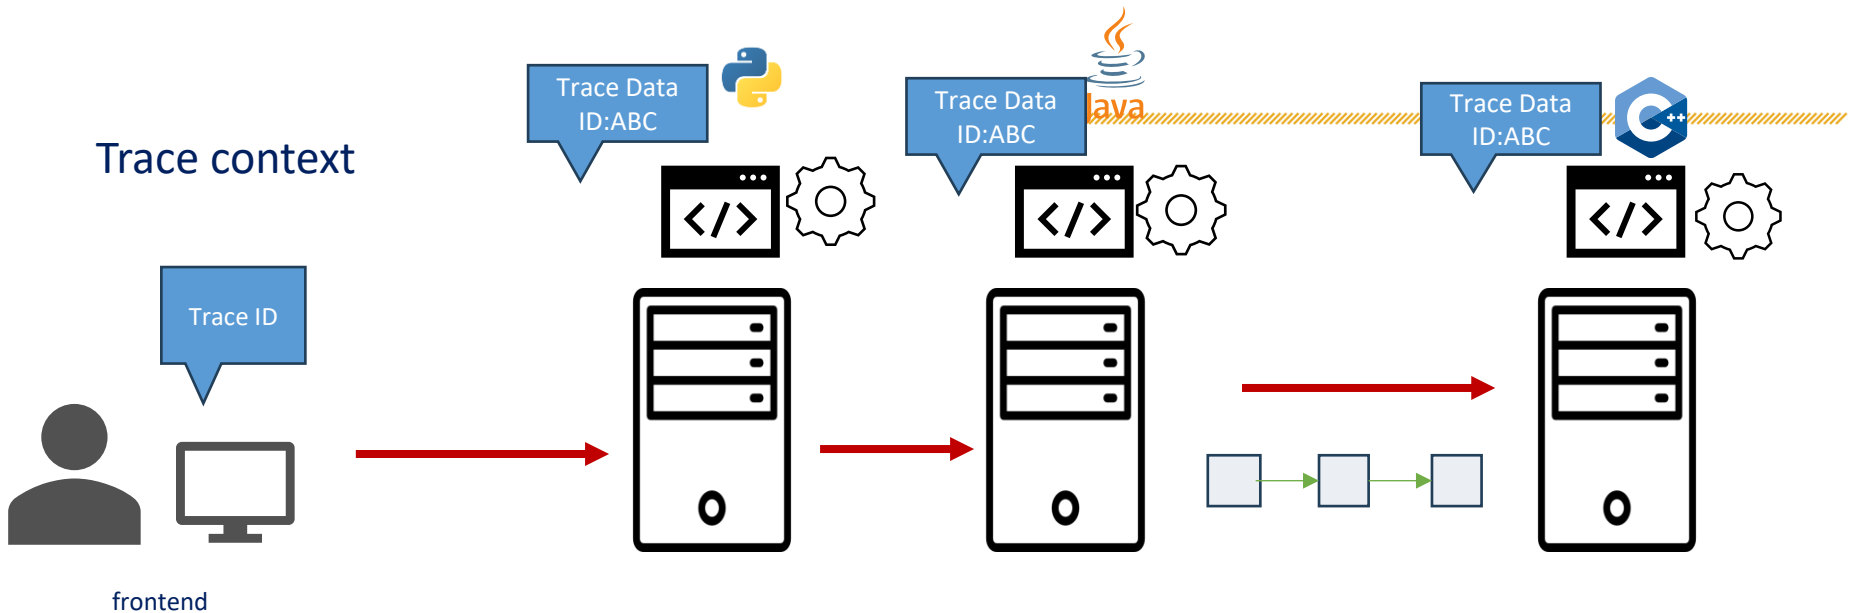 Trace context
Trace ID
frontend
Trace Data
ID:ABC
Trace Data
ID:ABC
Java
Trace Data
ID:ABC
C++